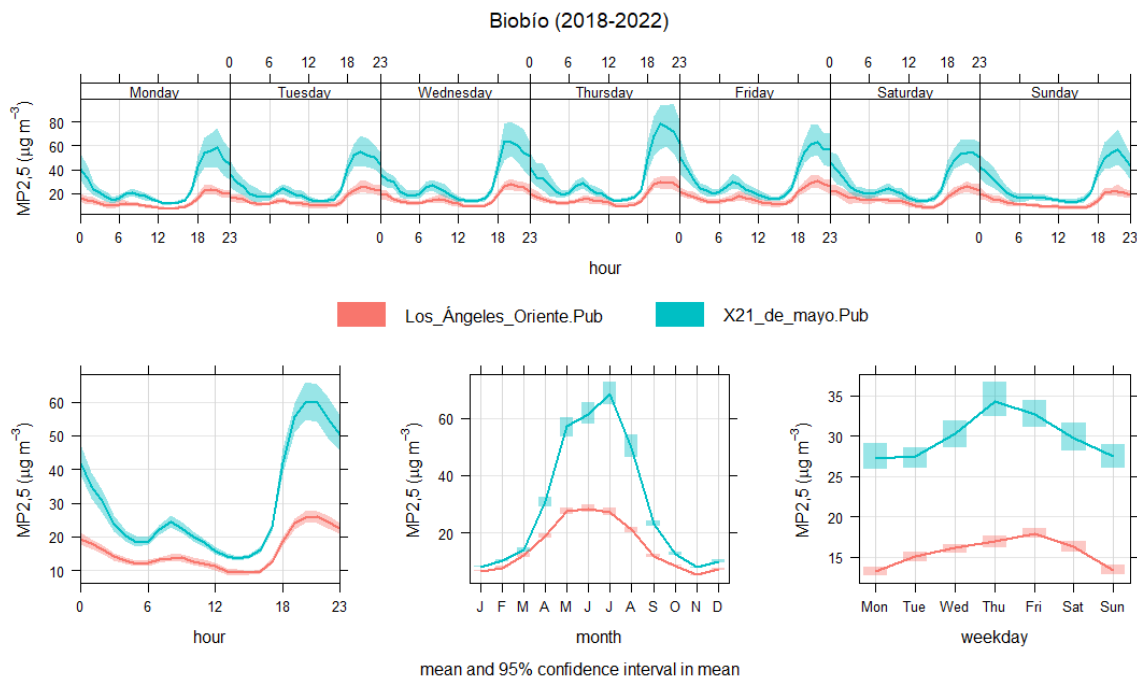 Biobío (2018-2022)
0 6 12 18 23 0 6 12 18 23 0 6 12 18 23
Monday Tuesday Wednesday Thursday Friday Saturday Sunday
MP2,5 (µg m⁻³)
80
60
40
20
0 6 12 18 23 0 6 12 18 23 0 6 12 18 23 0 6 12 18 23
hour
Los_Ángeles_Oriente.Pub X21_de_mayo.Pub
MP2,5 (µg m⁻³)
60
50
40
30
20
10
0 6 12 18 23
hour
MP2,5 (µg m⁻³)
60
40
20
J F M A M J J A S O N D
month
MP2,5 (µg m⁻³)
35
30
25
20
15
Mon Tue Wed Thu Fri Sat Sun
weekday
mean and 95% confidence interval in mean